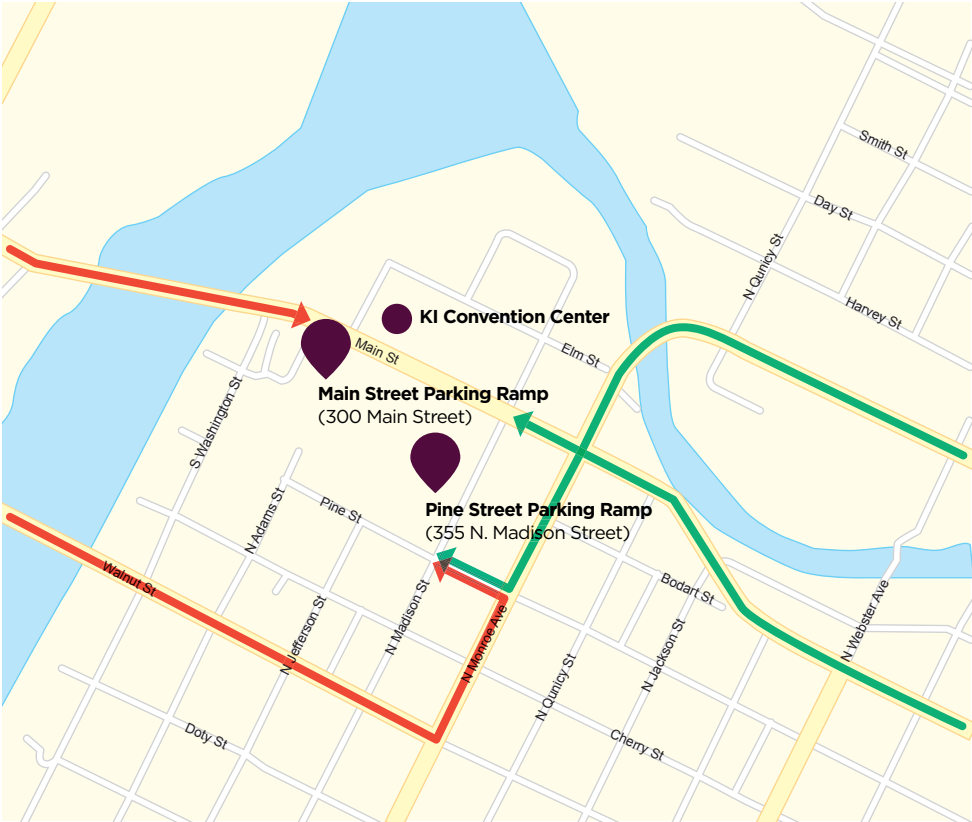 Smith St
Day St
N Qunicy St
Harvey St
KI Convention Center
Main St
Elm St
Main Street Parking Ramp
(300 Main Street)
S Washington St
Pine Street Parking Ramp
(355 N. Madison Street)
Pine St
N Adams St
Walnut St
Bodart St
N Madison St
N Jefferson St
N Monroe Ave
N Webster Ave
N Jackson St
N Qunicy St
Doty St
Cherry St